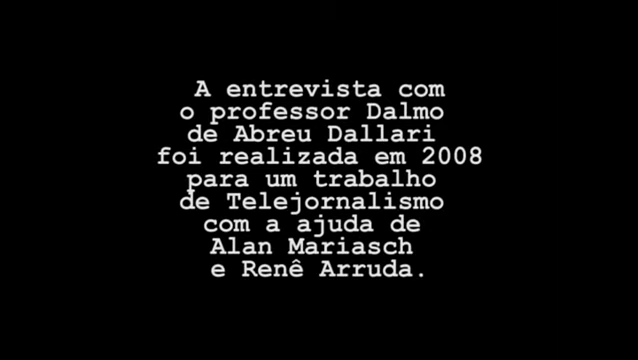 A entrevista com
o professor Dalmo
de Abreu Dallari
foi realizada em 2008
para um trabalho
de Telejornalismo
com a ajuda de
Alan Mariasch
e Renê Arruda.